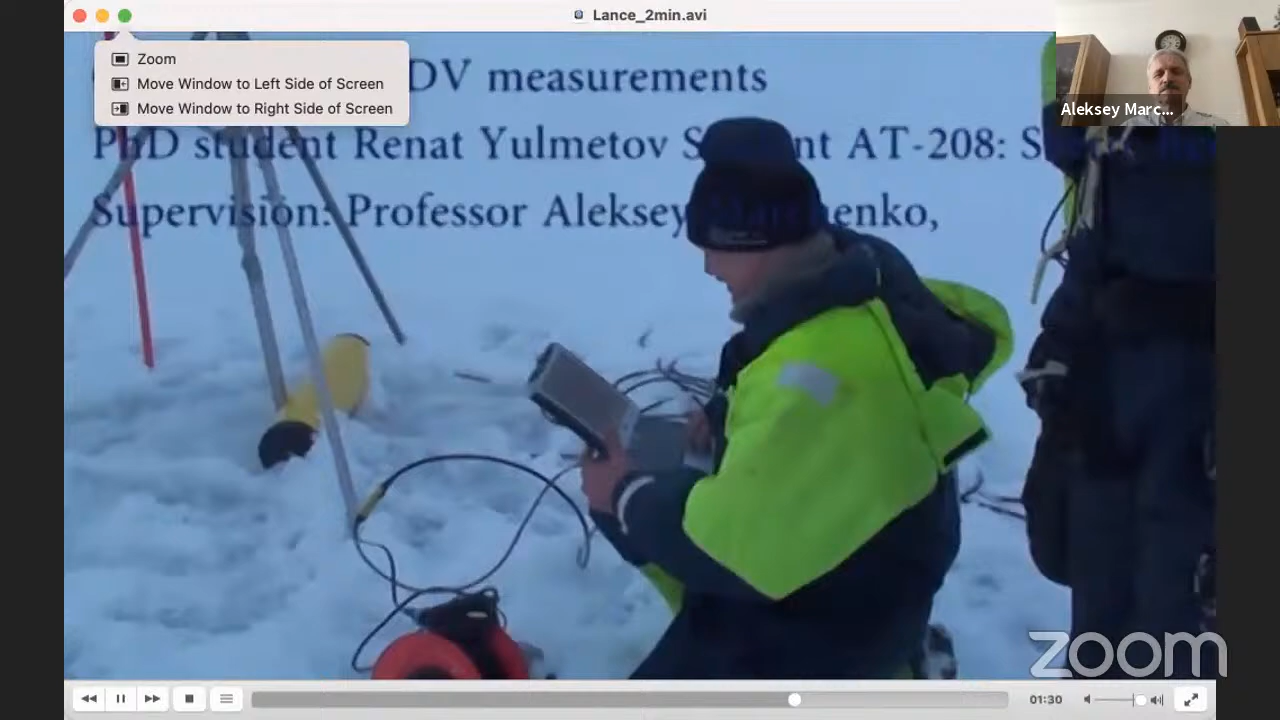 Lance_2min.avi
Zoom
Move Window to Left Side of Screen
Move Window to Right Side of Screen
DV measurements
PhD student Renat Yulmetov S nt AT-208: S
Supervision: Professor Aleksey Marchenko,
Aleksey Marc...
zoom
01:30